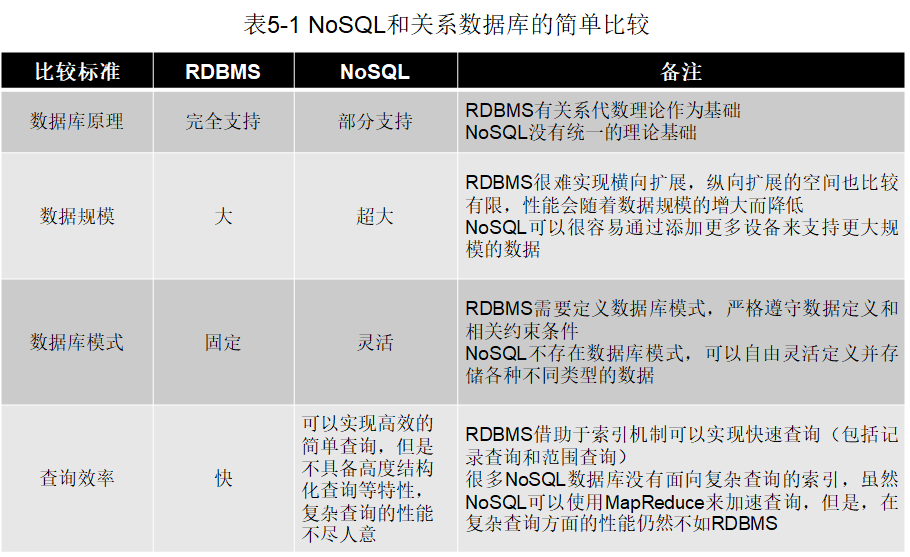 表5-1 NoSQL和关系数据库的简单比较
比较标准 RDBMS NoSQL 备注
数据库原理 完全支持 部分支持 RDBMS有关系代数理论作为基础
NoSQL没有统一的理论基础
数据规模 大 超大 RDBMS很难实现横向扩展，纵向扩展的空间也比较
有限，性能会随着数据规模的增大而降低
NoSQL可以很容易通过添加更多设备来支持更大规
模的数据
数据库模式 固定 灵活 RDBMS需要定义数据库模式，严格遵守数据定义和
相关约束条件
NoSQL不存在数据库模式，可以自由灵活定义并存
储各种不同类型的数据
查询效率 快
可以实现高效的
简单查询，但是
不具备高度结构
化查询等特性，
复杂查询的性能
不尽人意
RDBMS借助于索引机制可以实现快速查询（包括记
录查询和范围查询）
很多NoSQL数据库没有面向复杂查询的索引，虽然
NoSQL可以使用MapReduce来加速查询，但是，在
复杂查询方面的性能仍然不如RDBMS